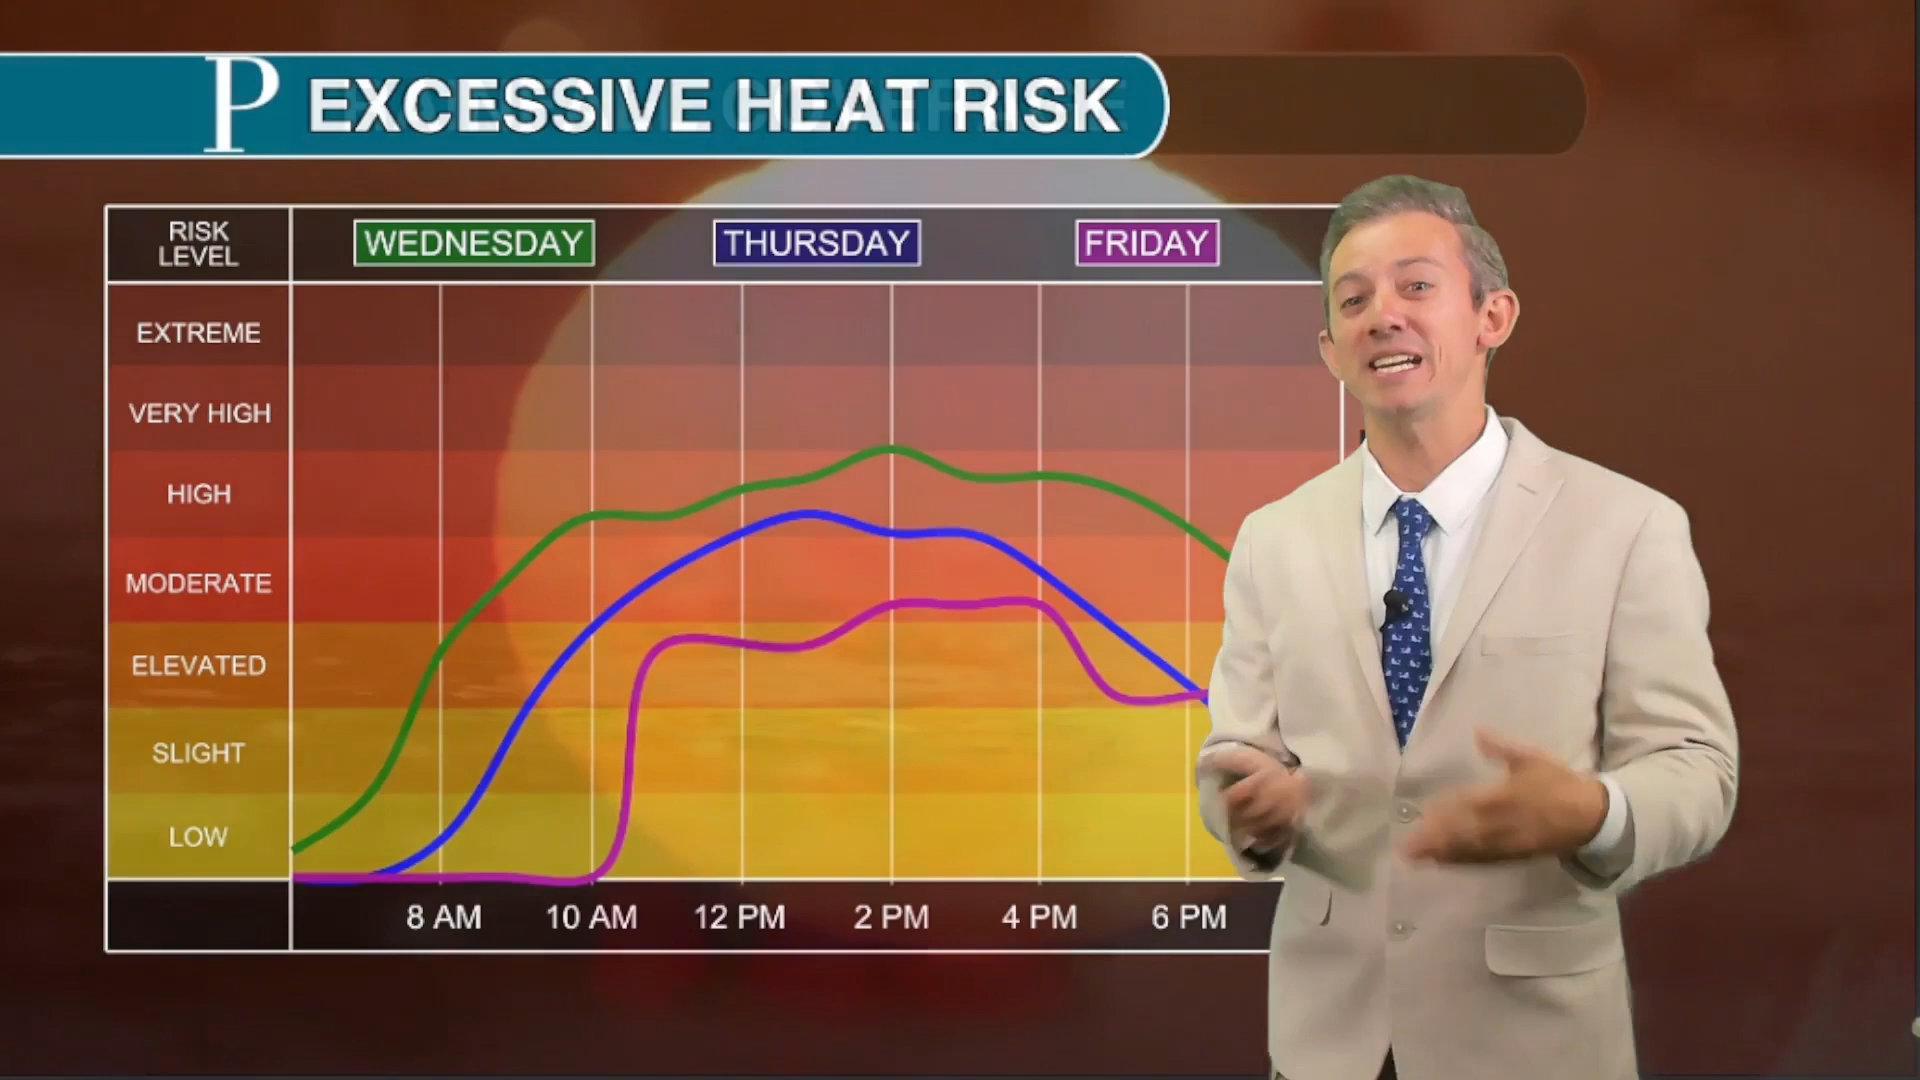 P EXCESSIVE HEAT RISK
RISK
LEVEL
WEDNESDAY THURSDAY FRIDAY
EXTREME
VERY HIGH
HIGH
MODERATE
ELEVATED
SLIGHT
LOW
8 AM 10 AM 12 PM 2 PM 4 PM 6 PM